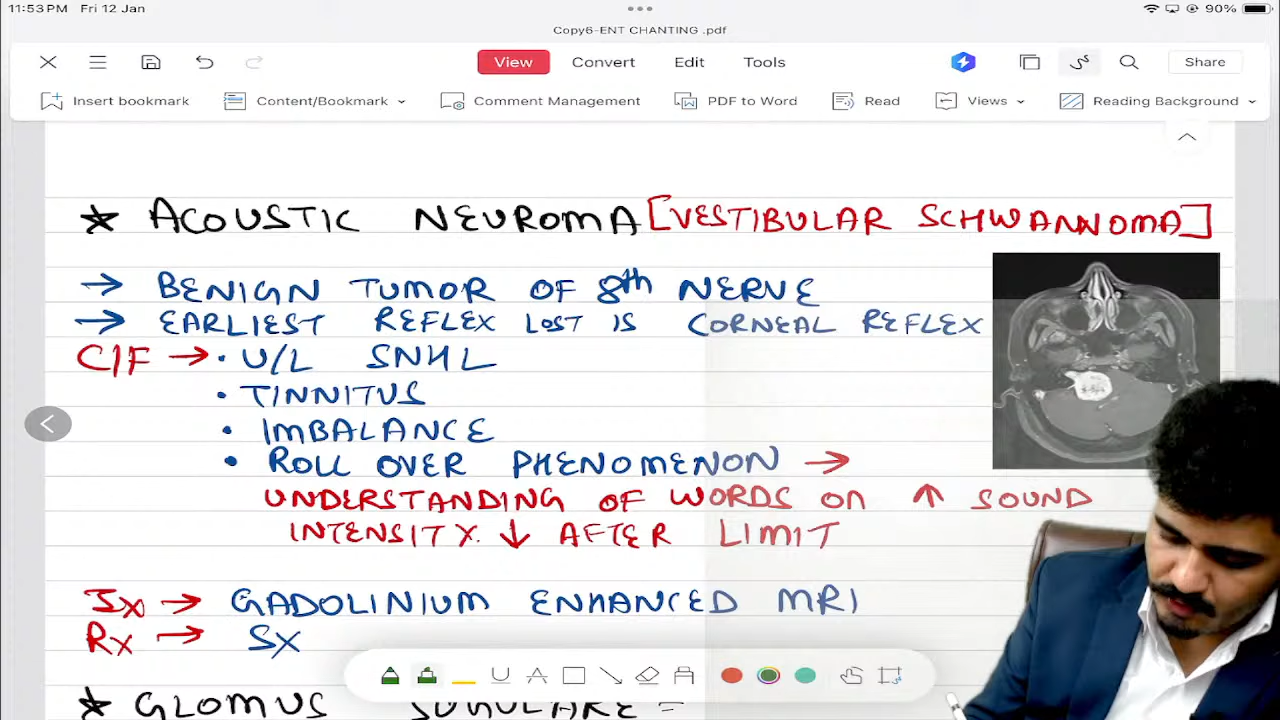 11:53PM Fri 12 Jan
90%
Copy6-ENT CHANTING .pdf
View Convert Edit Tools Share
Insert bookmark Content/Bookmark Comment Management PDF to Word Read Views Reading Background
★ ACOUSTIC NEUROMA [VESTIBULAR SCHWANNOMA]
→ BENIGN TUMOR OF 8th NERVE
→ EARLIEST REFLEX LOST IS CORNEAL REFLEX
C/F → • U/L SNHL
• TINNITUS
• IMBALANCE
• ROLL OVER PHENOMENON →
UNDERSTANDING OF WORDS ON ↑ SOUND
INTENSITY. ↓ AFTER LIMIT
Ix → GADOLINIUM ENHANCED MRI
Rx → SX
★ GLOMUS